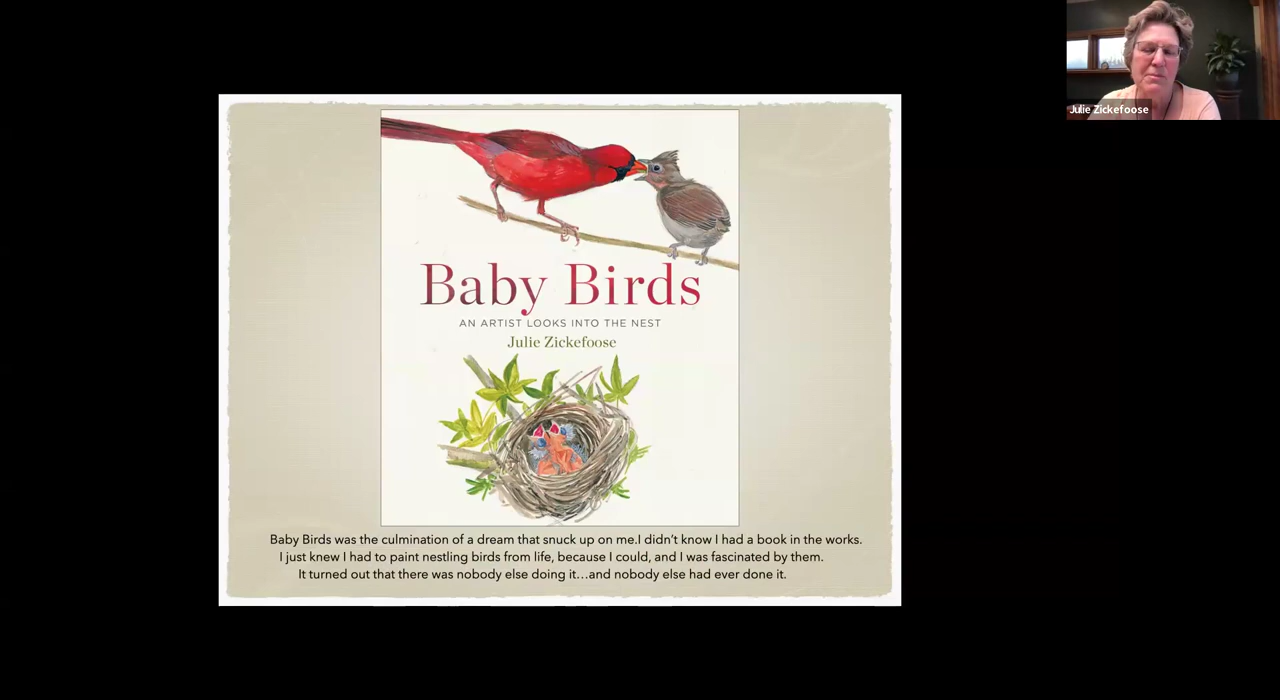 Julie Zickefoose
Baby Birds
AN ARTIST LOOKS INTO THE NEST
Julie Zickefoose
Baby Birds was the culmination of a dream that snuck up on me.I didn't know I had a book in the works.
I just knew I had to paint nestling birds from life, because I could, and I was fascinated by them.
It turned out that there was nobody else doing it...and nobody else had ever done it.